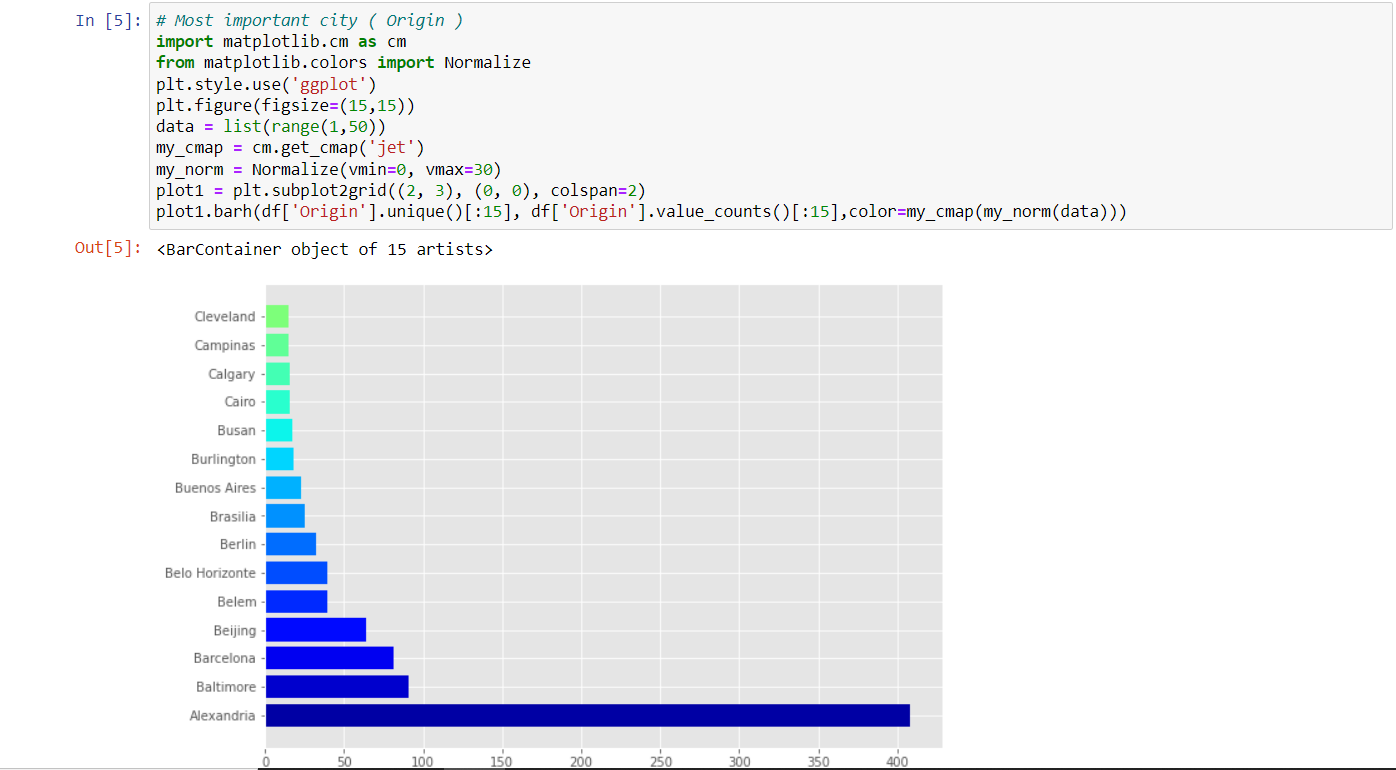 In [5]: # Most important city ( Origin )
import matplotlib.cm as cm
from matplotlib.colors import Normalize
plt.style.use('ggplot')
plt.figure(figsize=(15,15))
data = list(range(1,50))
my_cmap = cm.get_cmap('jet')
my_norm = Normalize(vmin=0, vmax=30)
plot1 = plt.subplot2grid((2, 3), (0, 0), colspan=2)
plot1.barh(df['Origin'].unique()[:15], df['Origin'].value_counts()[:15],color=my_cmap(my_norm(data)))
Out[5]: <BarContainer object of 15 artists>
Cleveland
Campinas
Calgary
Cairo
Busan
Burlington
Buenos Aires
Brasilia
Berlin
Belo Horizonte
Belem
Beijing
Barcelona
Baltimore
Alexandria
0 50 100 150 200 250 300 350 400